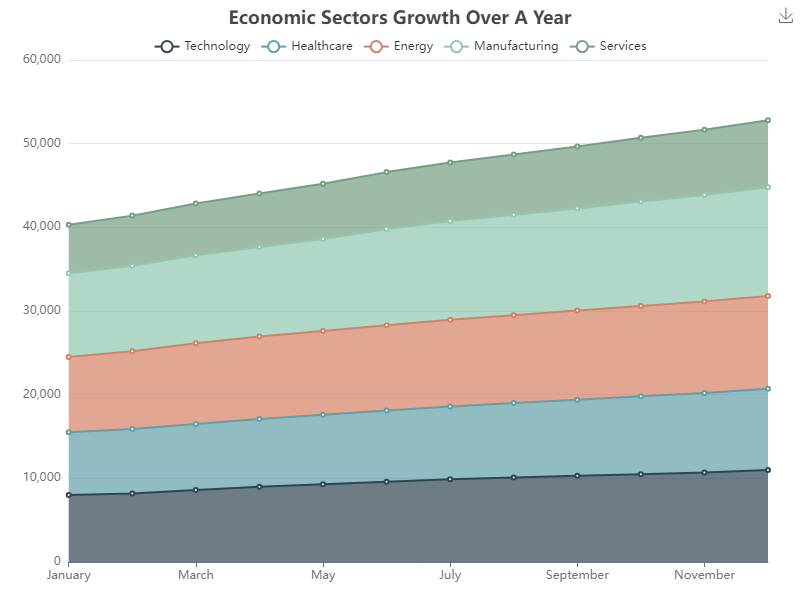 Economic Sectors Growth Over A Year
Technology Healthcare Energy Manufacturing Services
60,000
50,000
40,000
30,000
20,000
10,000
0
January March May July September November